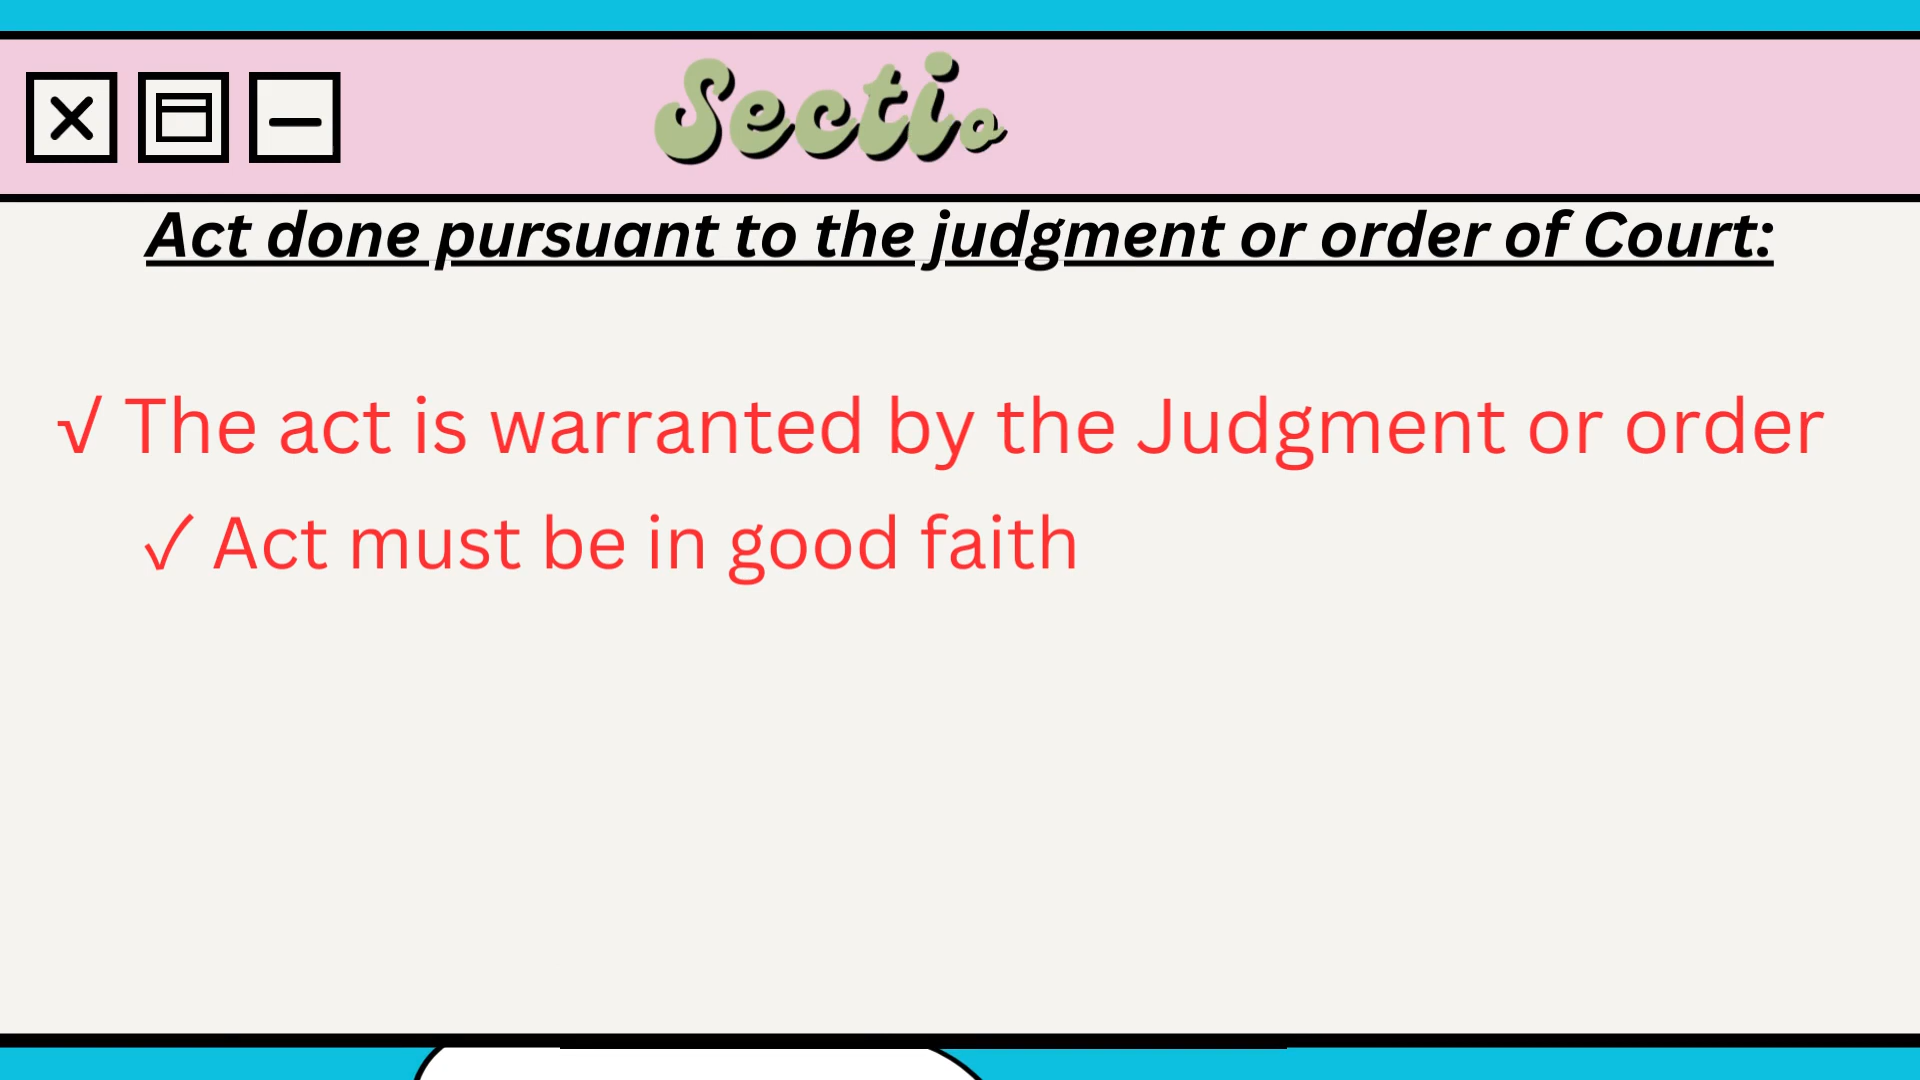 Sectio
Act done pursuant to the judgment or order of Court:
√ The act is warranted by the Judgment or order
✓ Act must be in good faith